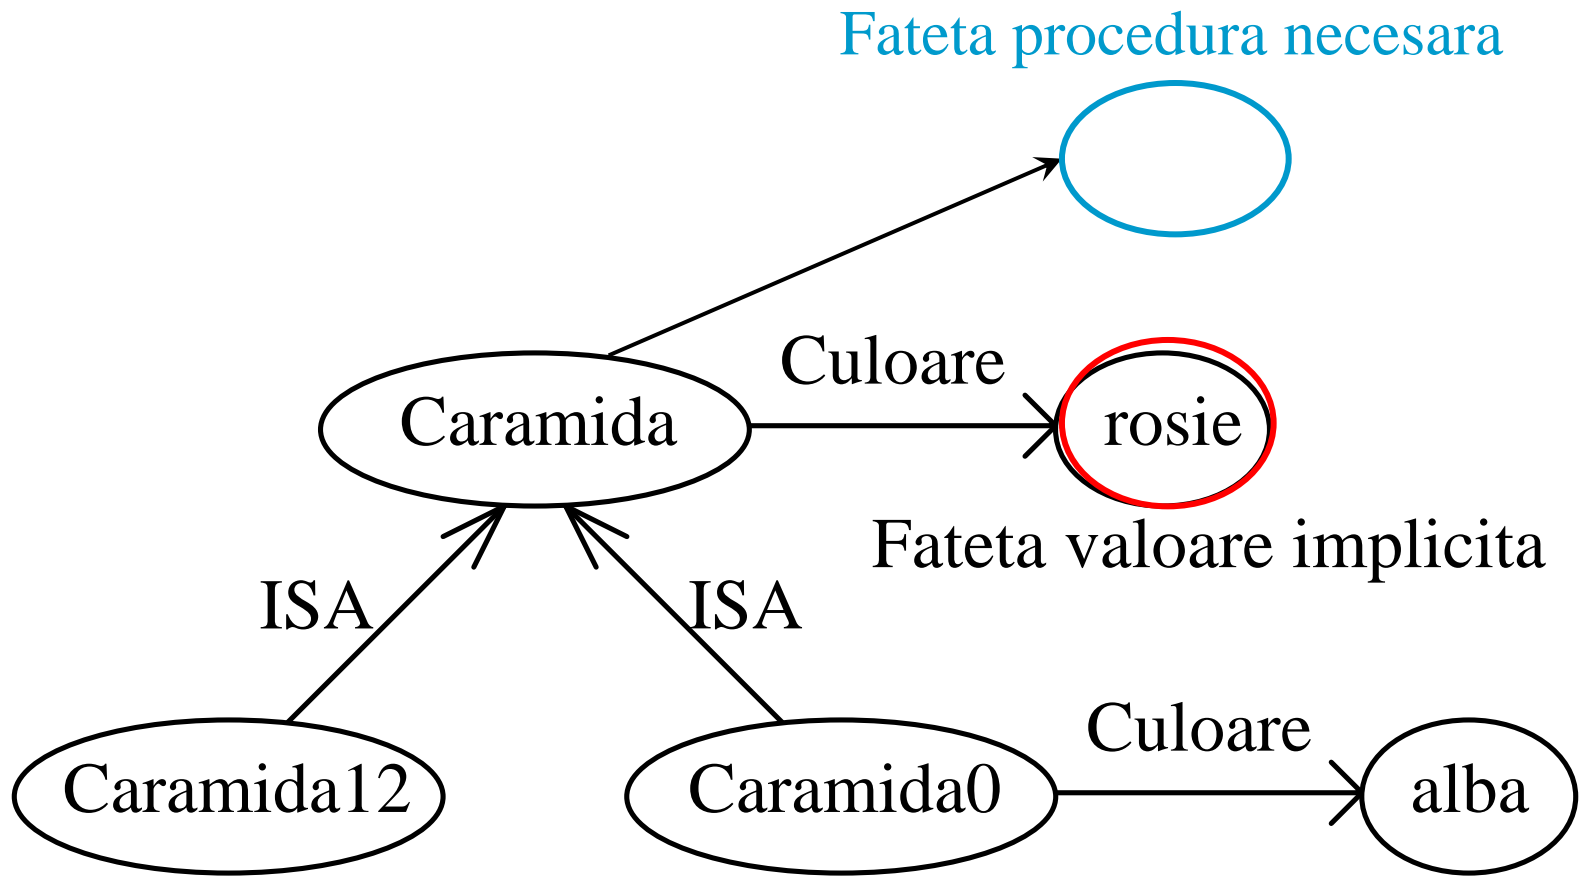 Fateta procedura necesara
Culoare
Caramida
rosie
Fateta valoare implicita
ISA
ISA
Culoare
Caramida12
Caramida0
alba